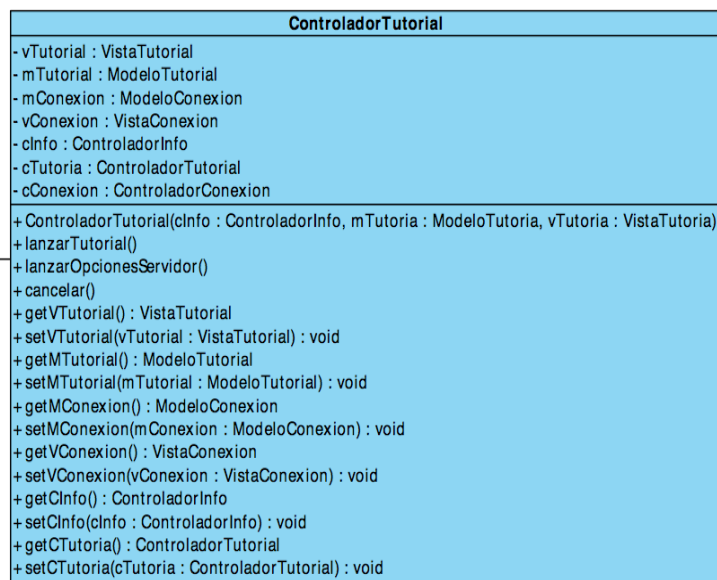 ControladorTutorial
- vTutorial : VistaTutorial
- mTutorial : ModeloTutorial
- mConexion : ModeloConexion
- vConexion : VistaConexion
- cInfo : ControladorInfo
- cTutoria : ControladorTutorial
- cConexion : ControladorConexion
+ ControladorTutorial(cInfo : ControladorInfo, mTutoria : ModeloTutoria, vTutoria : VistaTutoria)
+ lanzarTutorial()
+ lanzarOpcionesServidor()
+ cancelar()
+ getVTutorial() : VistaTutorial
+ setVTutorial(vTutorial : VistaTutorial) : void
+ getMTutorial() : ModeloTutorial
+ setMTutorial(mTutorial : ModeloTutorial) : void
+ getMConexion() : ModeloConexion
+ setMConexion(mConexion : ModeloConexion) : void
+ getVConexion() : VistaConexion
+ setVConexion(vConexion : VistaConexion) : void
+ getCInfo() : ControladorInfo
+ setCInfo(cInfo : ControladorInfo) : void
+ getCTutoria() : ControladorTutorial
+ setCTutoria(cTutoria : ControladorTutorial) : void